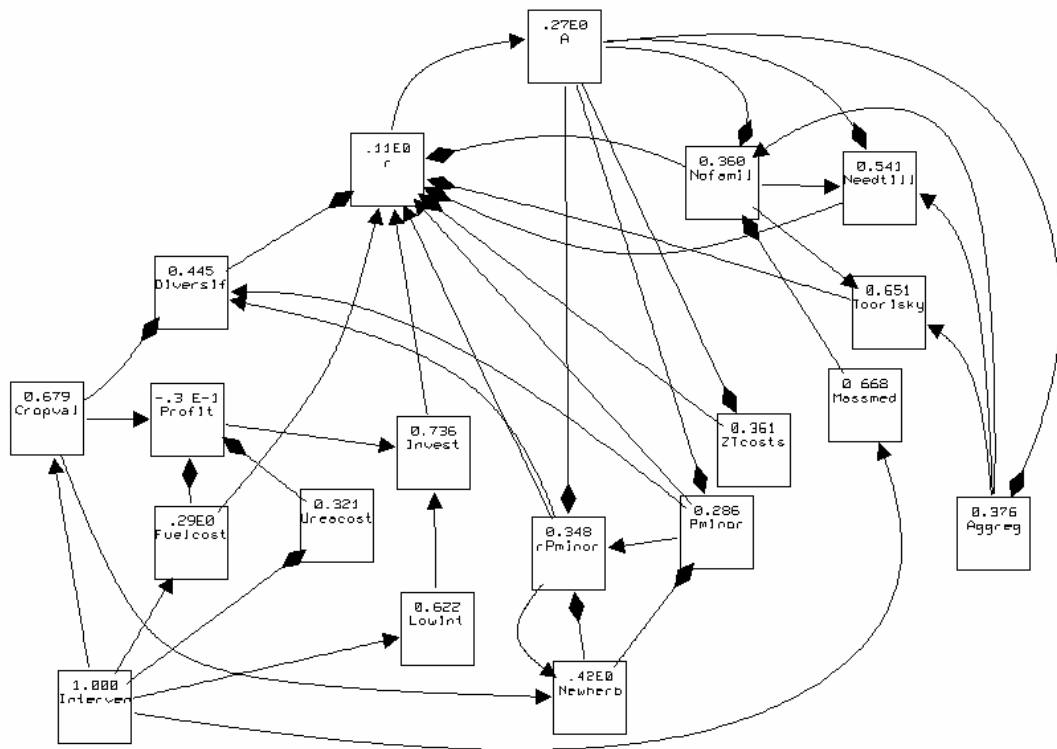 .27E0
A
.11E0
r
0.360
Nofamil
0.541
Needtill
0.445
Diversif
0.651
Toorisky
0.679
Cropval
-.3 E-1
Profit
0.736
Invest
0.361
ZTcosts
0 668
Massmed
.29E0
Fuelcost
0.321
Ureacost
0.348
rPminor
0.286
Pminor
0.376
Aggreg
0.622
LowInt
1.000
Interven
.42E0
Newherb